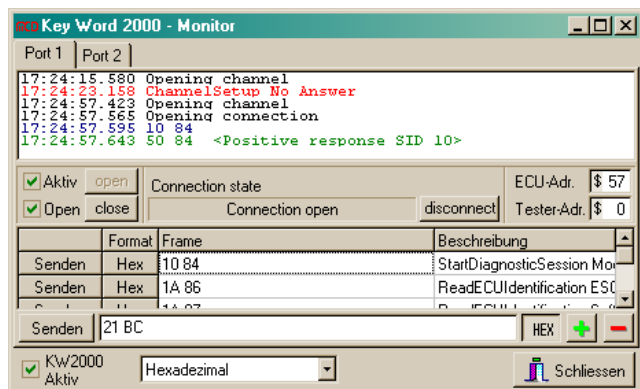 Key Word 2000 - Monitor
Port 1 Port 2
17:24:15.580 Opening channel
17:24:23.158 ChannelSetup No Answer
17:24:57.423 Opening channel
17:24:57.565 Opening connection
17:24:57.595 10 84
17:24:57.643 50 84 <Positive response SID 10>
Aktiv open Connection state ECU-Adr. $ 57
Open close Connection open disconnect Tester-Adr. $ 0
Format Frame Beschreibung
Senden Hex 10 84 StartDiagnosticSession Mo
Senden Hex 1A 86 ReadECUIdentification ESC
Senden 21 BC HEX
KW2000
Aktiv Hexadezimal Schliessen